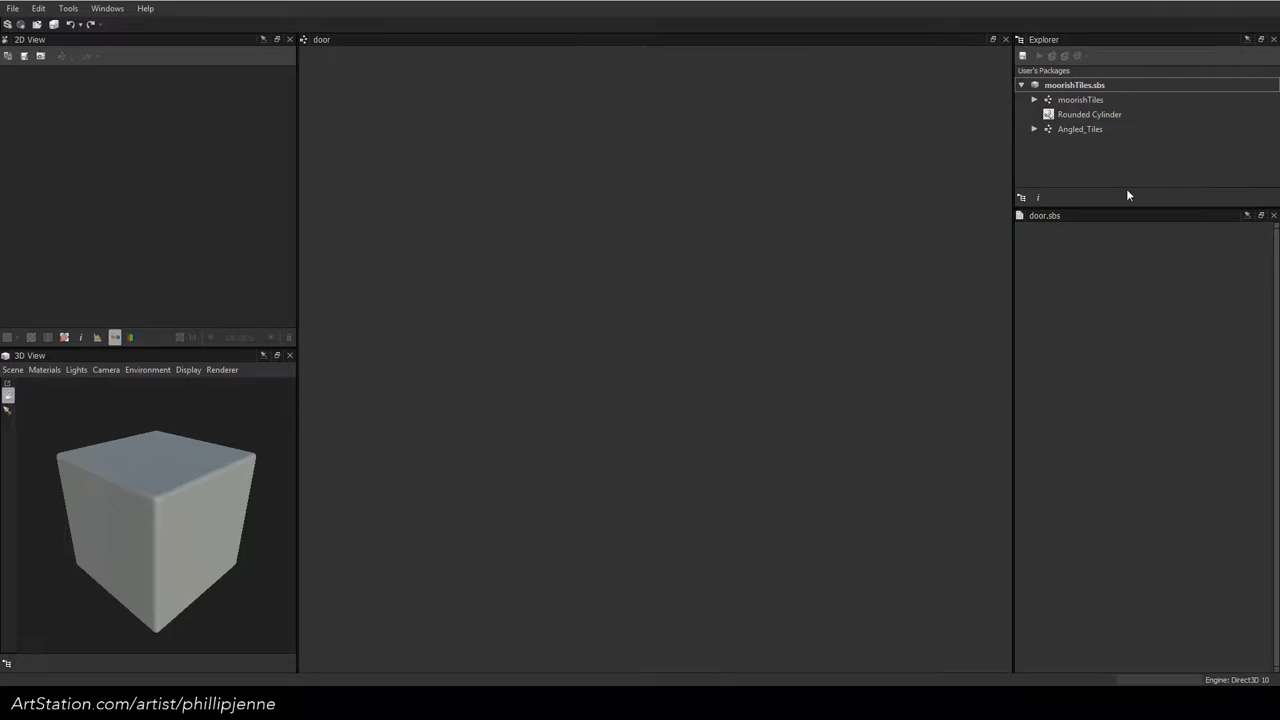 File Edit Tools Windows Help
2D View
door
Explorer
User's Packages
moorishTiles.sbs
moorishTiles
Rounded Cylinder
Angled_Tiles
door.sbs
3D View
Scene Materials Lights Camera Environment Display Renderer
Engine: Direct3D 10
ArtStation.com/artist/phillipjenne